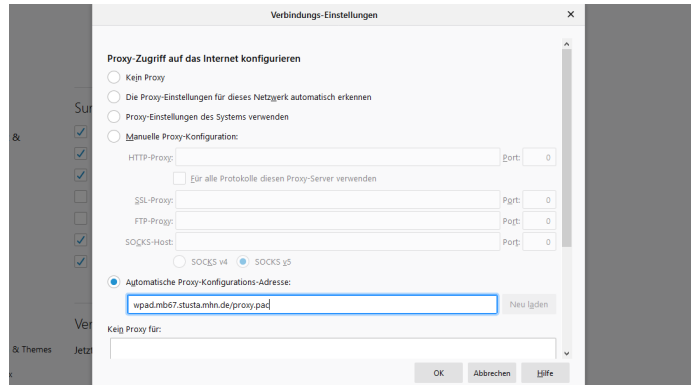 Verbindungs-Einstellungen
Proxy-Zugriff auf das Internet konfigurieren
Kein Proxy
Die Proxy-Einstellungen für dieses Netzwerk automatisch erkennen
Sur
Proxy-Einstellungen des Systems verwenden
&
Manuelle Proxy-Konfiguration:
HTTP-Proxy: Port: 0
Für alle Protokolle diesen Proxy-Server verwenden
SSL-Proxy: Port: 0
FTP-Proxy: Port: 0
SOCKS-Host: Port: 0
SOCKS v4 SOCKS v5
Automatische Proxy-Konfigurations-Adresse:
wpad.mb67.stusta.mhn.de/proxy.pac Neu laden
Ver
Kein Proxy für:
& Themes Jetzt
OK Abbrechen Hilfe